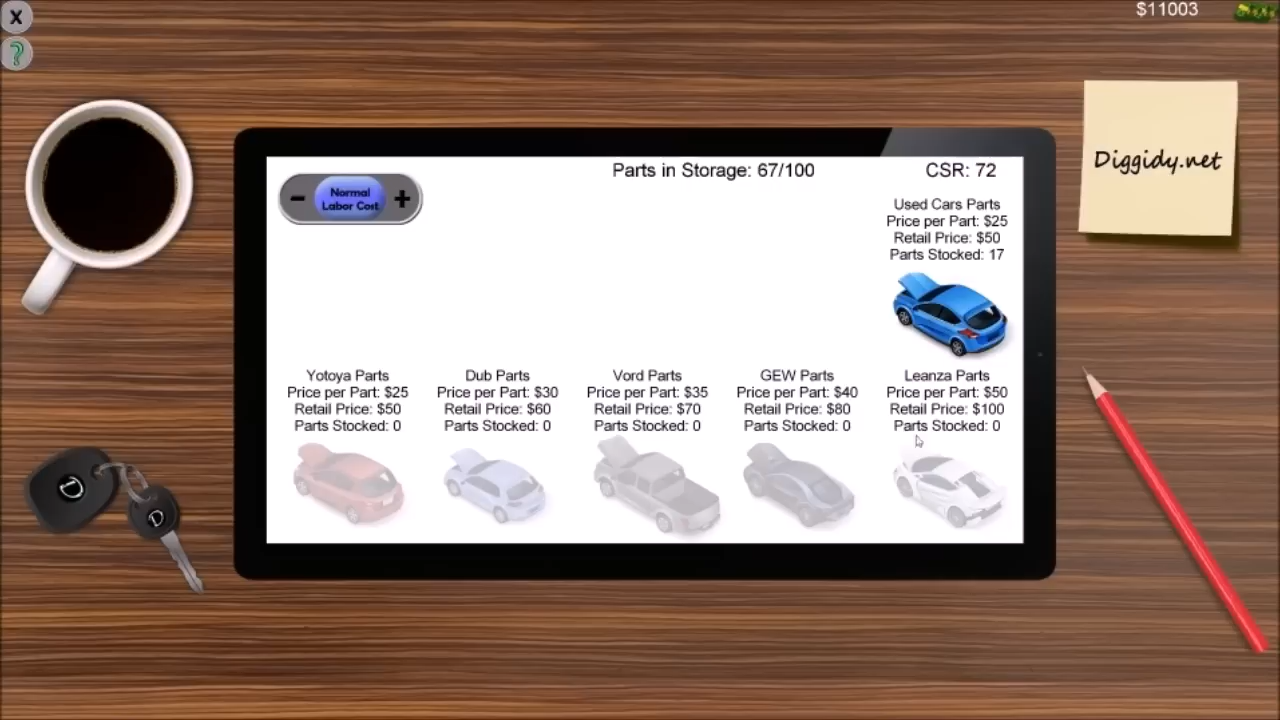 X
?
$11003
Diggidy.net
Parts in Storage: 67/100
CSR: 72
- Normal Labor Cost +
Used Cars Parts
Price per Part: $25
Retail Price: $50
Parts Stocked: 17
Yotoya Parts
Price per Part: $25
Retail Price: $50
Parts Stocked: 0
Dub Parts
Price per Part: $30
Retail Price: $60
Parts Stocked: 0
Vord Parts
Price per Part: $35
Retail Price: $70
Parts Stocked: 0
GEW Parts
Price per Part: $40
Retail Price: $80
Parts Stocked: 0
Leanza Parts
Price per Part: $50
Retail Price: $100
Parts Stocked: 0
D
D